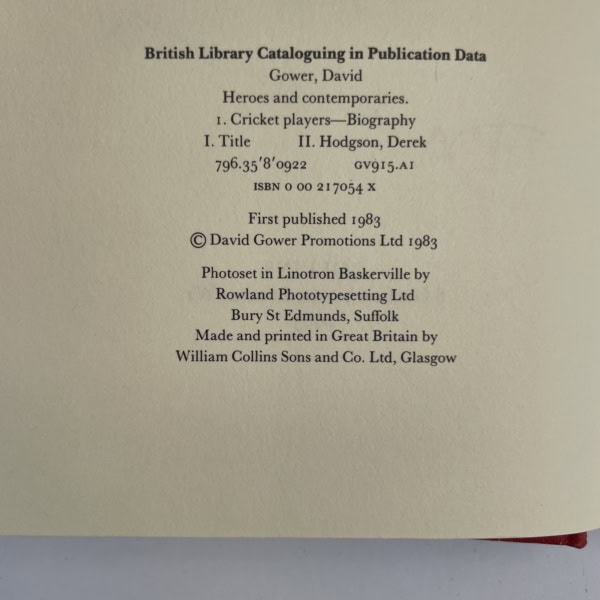 British Library Cataloguing in Publication Data
Gower, David
Heroes and contemporaries.
1. Cricket players—Biography
I. Title II. Hodgson, Derek
796.35'8'0922 GV915.A1
ISBN 0 00 217054 X
First published 1983
© David Gower Promotions Ltd 1983
Photoset in Linotron Baskerville by
Rowland Phototypesetting Ltd
Bury St Edmunds, Suffolk
Made and printed in Great Britain by
William Collins Sons and Co. Ltd, Glasgow